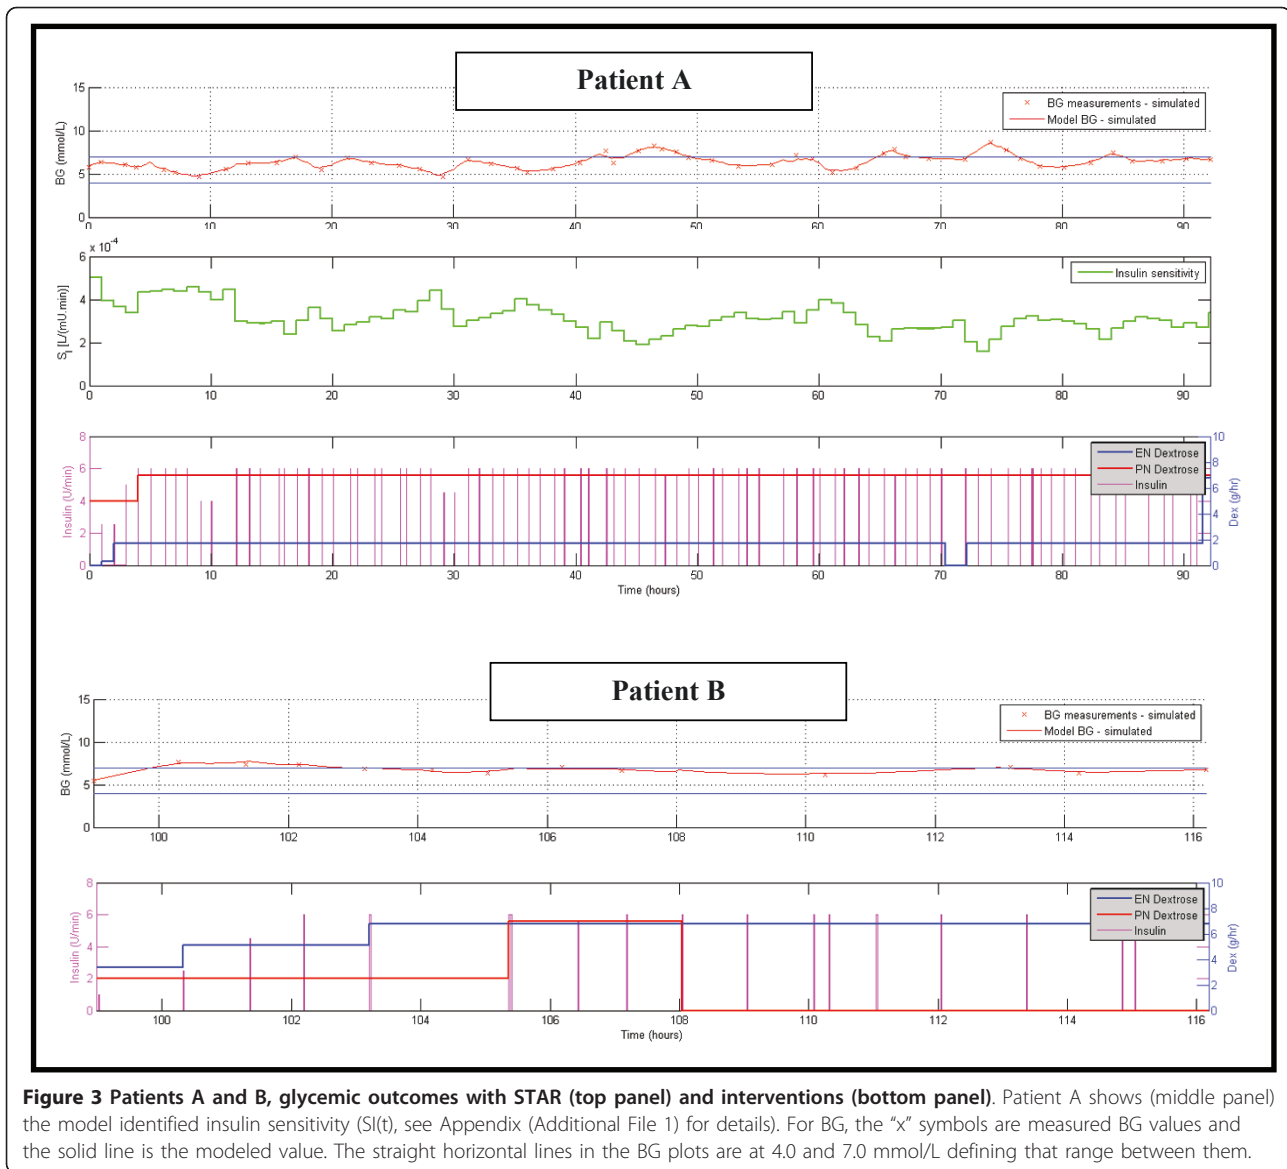 Patient A
15
10
5
0
BG (mmol/L)
× BG measurements - simulated
Model BG - simulated
0 10 20 30 40 50 60 70 80 90
x 10^-4
6
4
2
0
S_I [L/(mU.min)]
Insulin sensitivity
0 10 20 30 40 50 60 70 80 90
8
6
4
2
0
Insulin (U/min)
EN Dextrose
PN Dextrose
Insulin
10
8
6
4
2
0
Dex (g/hr)
0 10 20 30 40 50 60 70 80 90
Time (hours)
Patient B
15
10
5
0
BG (mmol/L)
× BG measurements - simulated
Model BG - simulated
100 102 104 106 108 110 112 114 116
8
6
4
2
0
Insulin (U/min)
EN Dextrose
PN Dextrose
Insulin
10
8
6
4
2
0
Dex (g/hr)
100 102 104 106 108 110 112 114 116
Time (hours)
Figure 3 Patients A and B, glycemic outcomes with STAR (top panel) and interventions (bottom panel). Patient A shows (middle panel)
the model identified insulin sensitivity (SI(t), see Appendix (Additional File 1) for details). For BG, the “x” symbols are measured BG values and
the solid line is the modeled value. The straight horizontal lines in the BG plots are at 4.0 and 7.0 mmol/L defining that range between them.